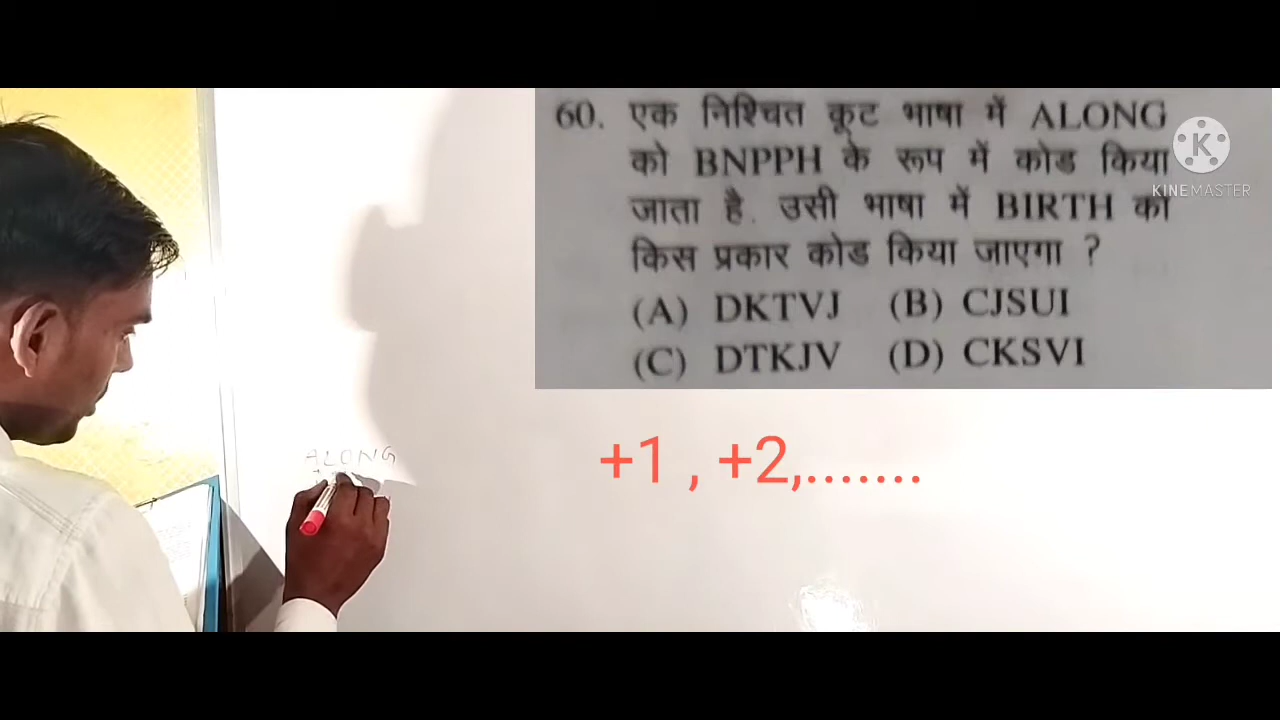 60. एक निश्चित कूट भाषा में ALONG
को BNPPH के रूप में कोड किया
जाता है. उसी भाषा में BIRTH को
किस प्रकार कोड किया जाएगा ?
(A) DKTVJ (B) CJSUI
(C) DTKJV (D) CKSVI
K
KINEMASTER
+1 , +2,.......
ALONG